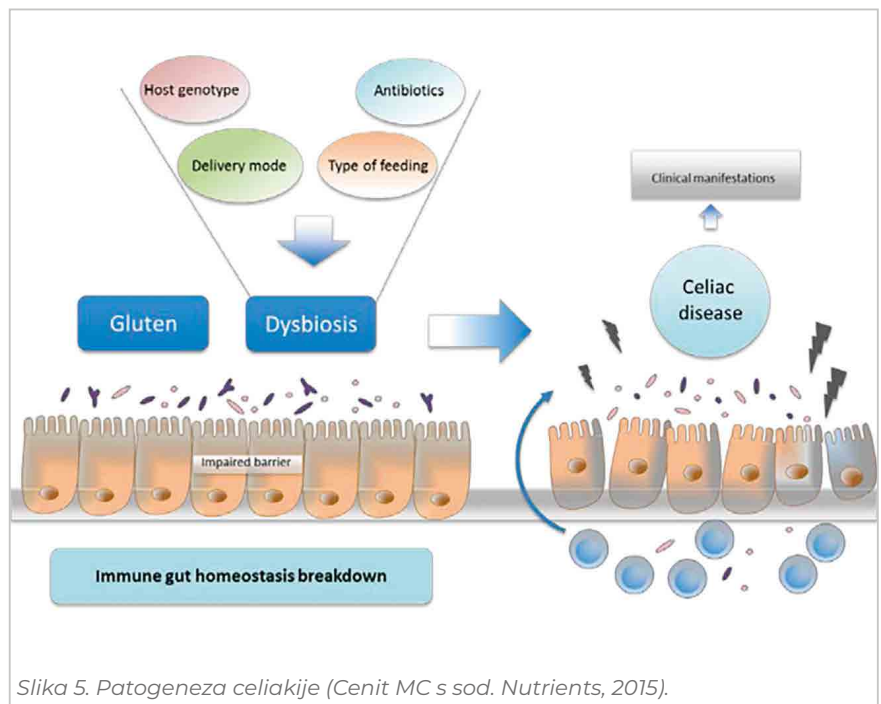 Host genotype
Antibiotics
Delivery mode
Type of feeding
Clinical manifestations
Celiac
disease
Gluten
Dysbiosis
Impaired barrier
Immune gut homeostasis breakdown
Slika 5. Patogeneza celiakije (Cenit MC s sod. Nutrients, 2015).